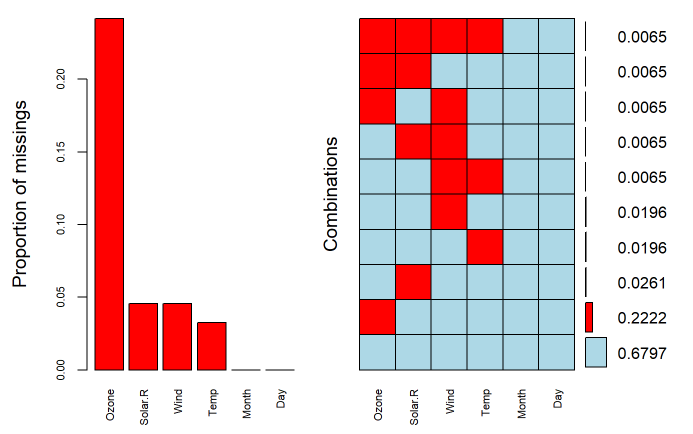 Proportion of missings
0.20
0.15
0.10
0.05
0.00
Ozone
Solar.R
Wind
Temp
Month
Day
Combinations
0.0065
0.0065
0.0065
0.0065
0.0065
0.0196
0.0196
0.0261
0.2222
0.6797
Ozone
Solar.R
Wind
Temp
Month
Day